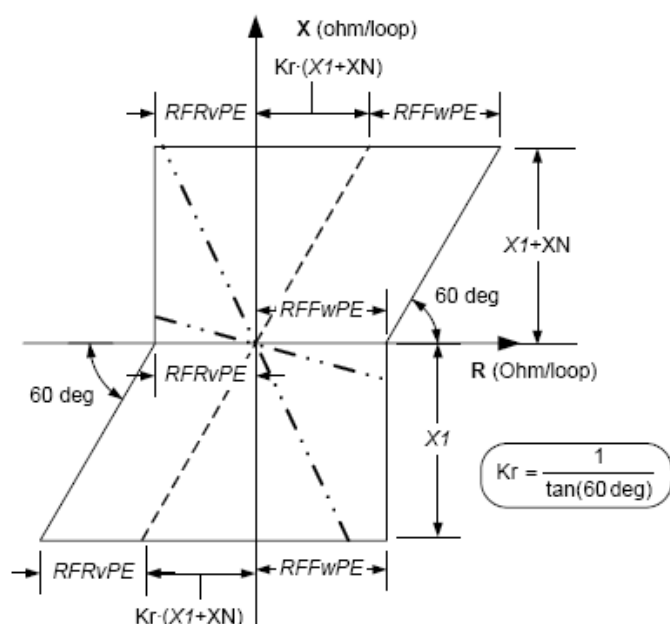 X (ohm/loop)
Kr·(X1+XN)
RFRvPE
RFFwPE
X1+XN
60 deg
RFFwPE
R (Ohm/loop)
RFRvPE
60 deg
X1
Kr = 1
tan(60 deg)
RFRvPE
RFFwPE
Kr·(X1+XN)